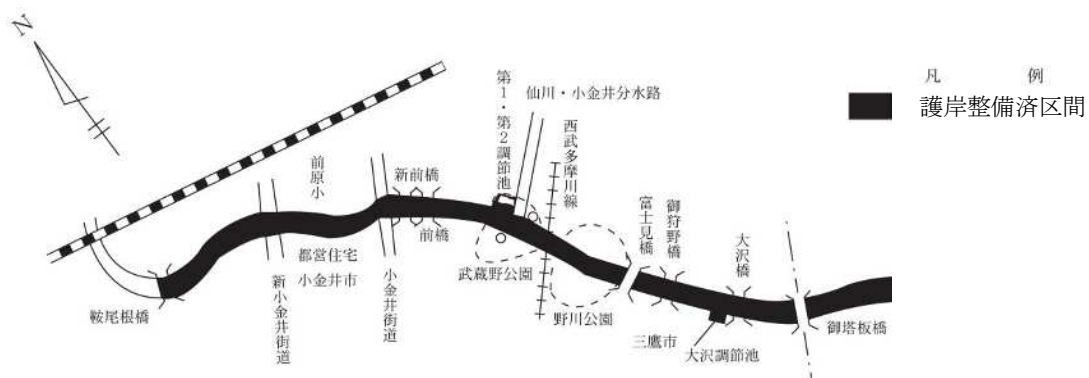 N
凡 例
護岸整備済区間
第1・第2調節池
仙川・小金井分水路
西武多摩川線
前原小
新前橋
前橋
富士見橋
御狩野橋
大沢橋
都営住宅
小金井市
武蔵野公園
鞍尾根橋
新小金井街道
小金井街道
野川公園
三鷹市
大沢調節池
御塔板橋